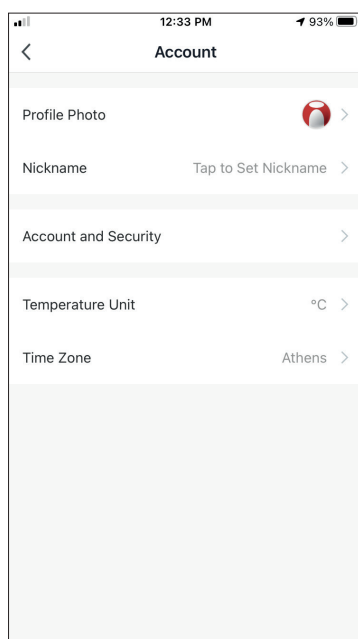 12:33 PM 93%
Account
Profile Photo
Nickname Tap to Set Nickname
Account and Security
Temperature Unit °C
Time Zone Athens